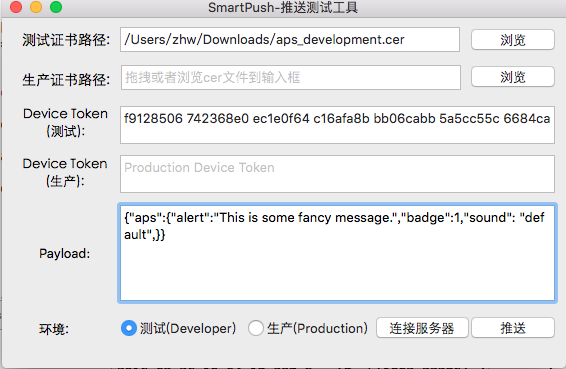 SmartPush-推送测试工具
测试证书路径: /Users/zhw/Downloads/aps_development.cer 浏览
生产证书路径: 拖拽或者浏览cer文件到输入框 浏览
Device Token
(测试):
f9128506 742368e0 ec1e0f64 c16afa8b bb06cabb 5a5cc55c 6684ca
Device Token
(生产):
Production Device Token
Payload:
{"aps":{"alert":"This is some fancy message.","badge":1,"sound": "def
ault",}}
环境: 测试(Developer) 生产(Production) 连接服务器 推送